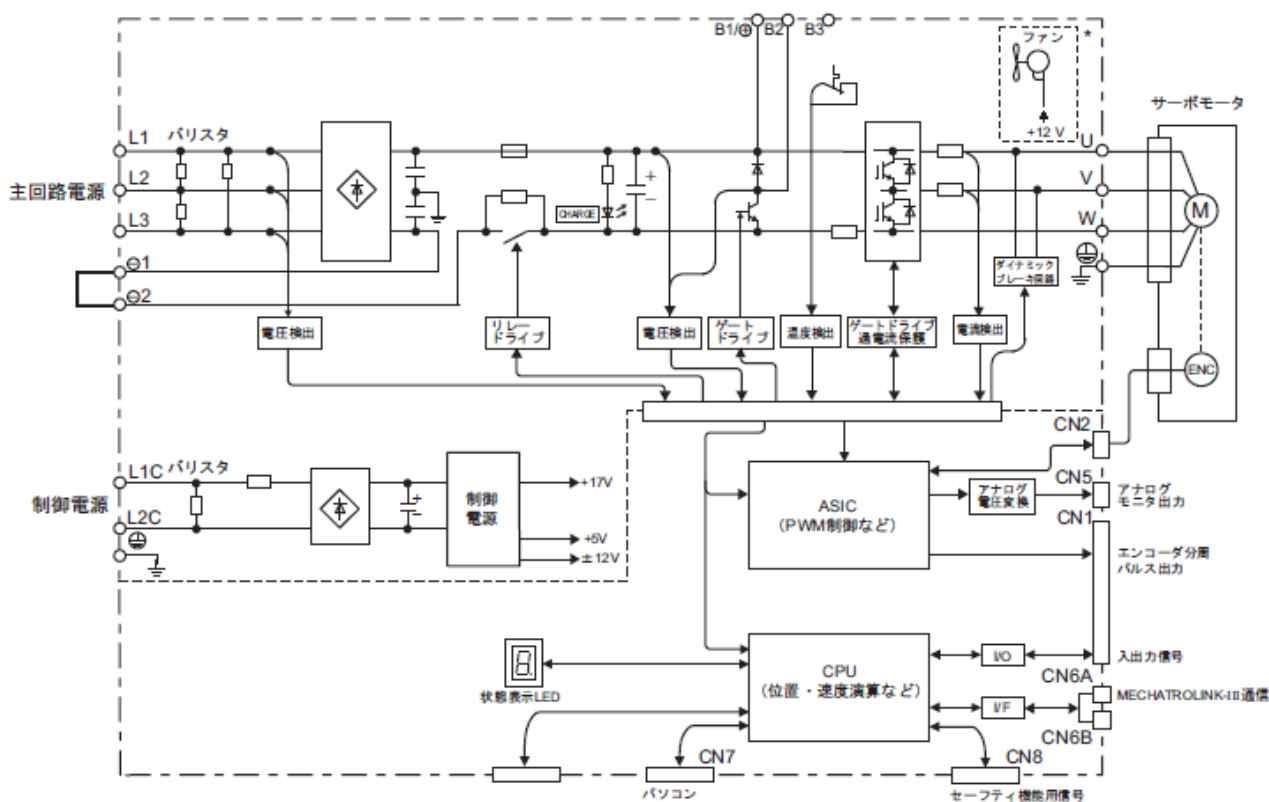 B1/⊕ B2 B3
ファン *
+12 V
サーボモータ
L1 バリスタ
U
主回路電源 L2
V
CHARGE
+
−
L3
W
M
⊖1
ダイナミック
ブレーキ回路
⊖2
電圧検出
リレー
ドライブ
電圧検出
ゲート
ドライブ
温度検出
ゲートドライブ
過電流保護
電流検出
ENC
CN2
L1C バリスタ
制御電源
L2C
+
−
制御
電源
+17V
+5V
±12V
ASIC
(PWM制御など)
アナログ
電圧変換
CN5
アナログ
モニタ出力
CN1
エンコーダ分周
パルス出力
状態表示LED
CPU
(位置・速度演算など)
I/O
入出力信号
CN6A
I/F
MECHATROLINK-III通信
CN6B
CN7
パソコン
CN8
セーフティ機能用信号